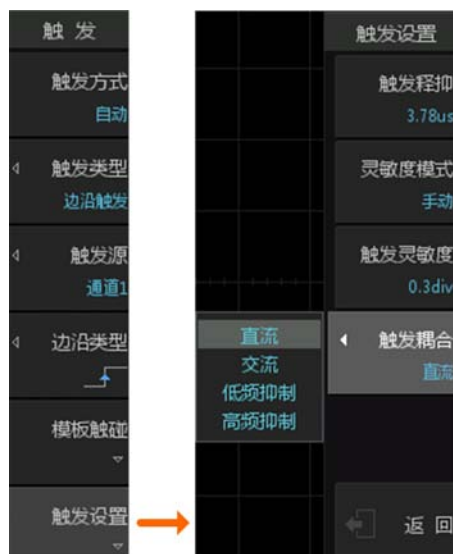 触 发
触发方式
自动
触发类型
边沿触发
触发源
通道1
边沿类型
模板触碰
触发设置
触发设置
触发释抑
3.78us
灵敏度模式
手动
触发灵敏度
0.3div
触发耦合
直流
直流
交流
低频抑制
高频抑制
返 回